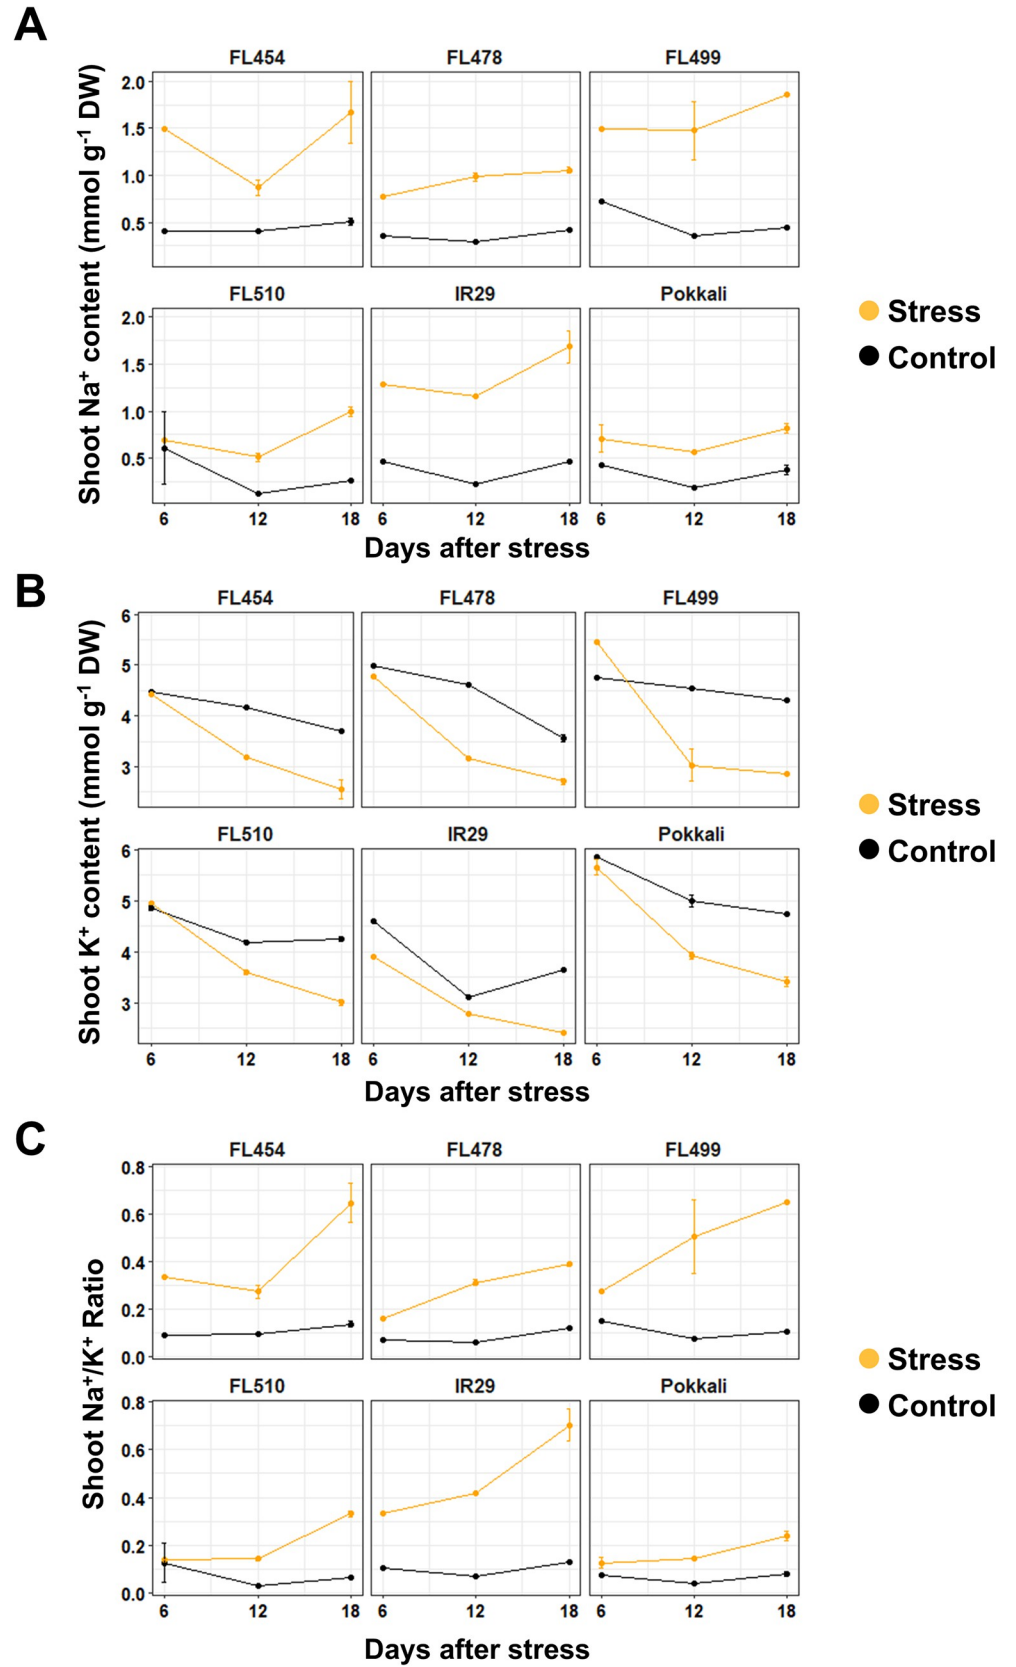 A
FL454 FL478 FL499
Shoot Na⁺ content (mmol g⁻¹ DW)
2.0
1.5
1.0
0.5
FL510 IR29 Pokkali
2.0
1.5
1.0
0.5
6 12 18 6 12 18 6 12 18
Days after stress
Stress
Control
B
FL454 FL478 FL499
Shoot K⁺ content (mmol g⁻¹ DW)
6
5
4
3
FL510 IR29 Pokkali
6
5
4
3
6 12 18 6 12 18 6 12 18
Days after stress
Stress
Control
C
FL454 FL478 FL499
Shoot Na⁺/K⁺ Ratio
0.8
0.6
0.4
0.2
0.0
FL510 IR29 Pokkali
0.8
0.6
0.4
0.2
0.0
6 12 18 6 12 18 6 12 18
Days after stress
Stress
Control